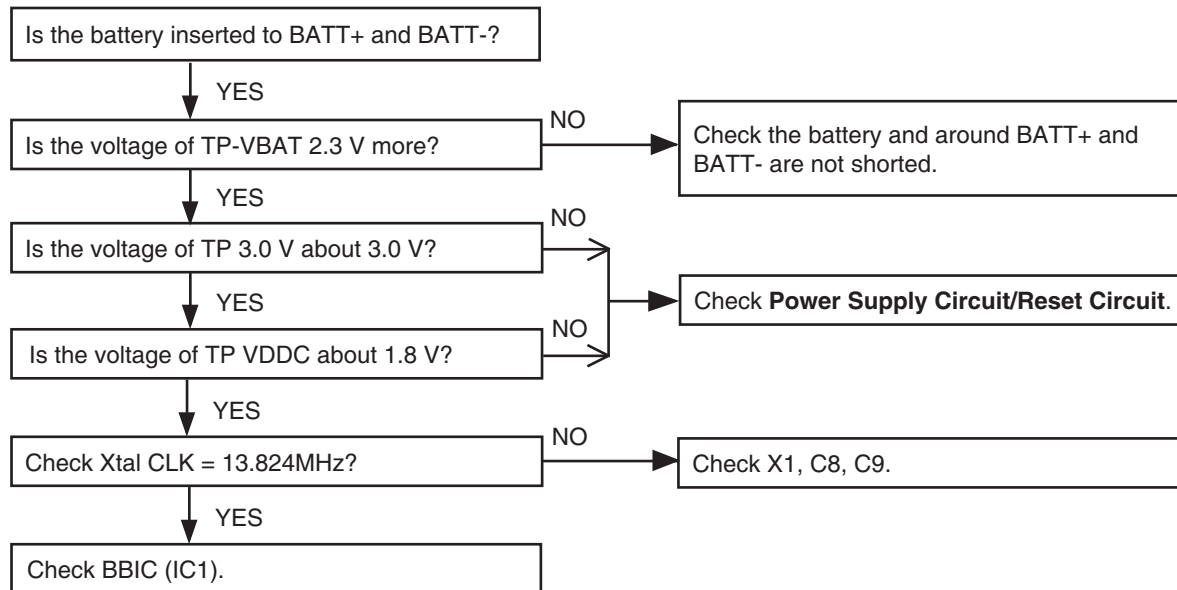 Is the battery inserted to BATT+ and BATT-?
YES
Is the voltage of TP-VBAT 2.3 V more?
NO
Check the battery and around BATT+ and
BATT- are not shorted.
YES
Is the voltage of TP 3.0 V about 3.0 V?
NO
YES
Check Power Supply Circuit/Reset Circuit.
Is the voltage of TP VDDC about 1.8 V?
NO
YES
Check Xtal CLK = 13.824MHz?
NO
Check X1, C8, C9.
YES
Check BBIC (IC1).